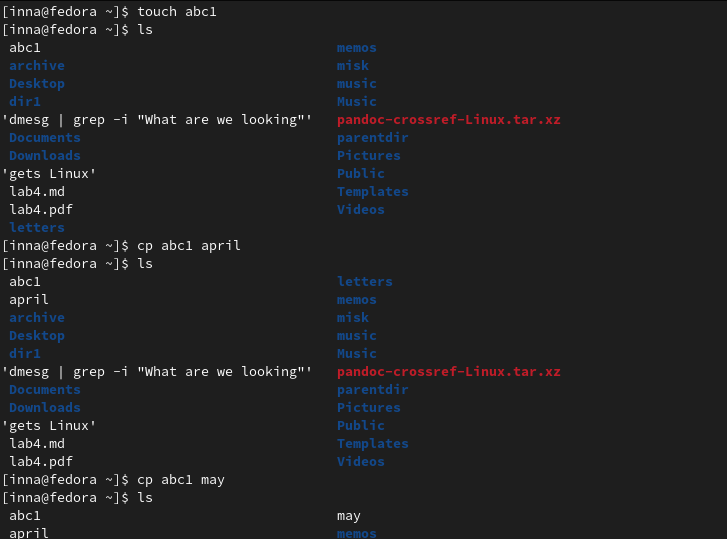 [inna@fedora ~]$ touch abc1
[inna@fedora ~]$ ls
abc1 memos
archive misk
Desktop music
dir1 Music
'dmesg | grep -i "What are we looking"' pandoc-crossref-Linux.tar.xz
Documents parentdir
Downloads Pictures
'gets Linux' Public
lab4.md Templates
lab4.pdf Videos
letters
[inna@fedora ~]$ cp abc1 april
[inna@fedora ~]$ ls
abc1 letters
april memos
archive misk
Desktop music
dir1 Music
'dmesg | grep -i "What are we looking"' pandoc-crossref-Linux.tar.xz
Documents parentdir
Downloads Pictures
'gets Linux' Public
lab4.md Templates
lab4.pdf Videos
[inna@fedora ~]$ cp abc1 may
[inna@fedora ~]$ ls
abc1 may
april memos